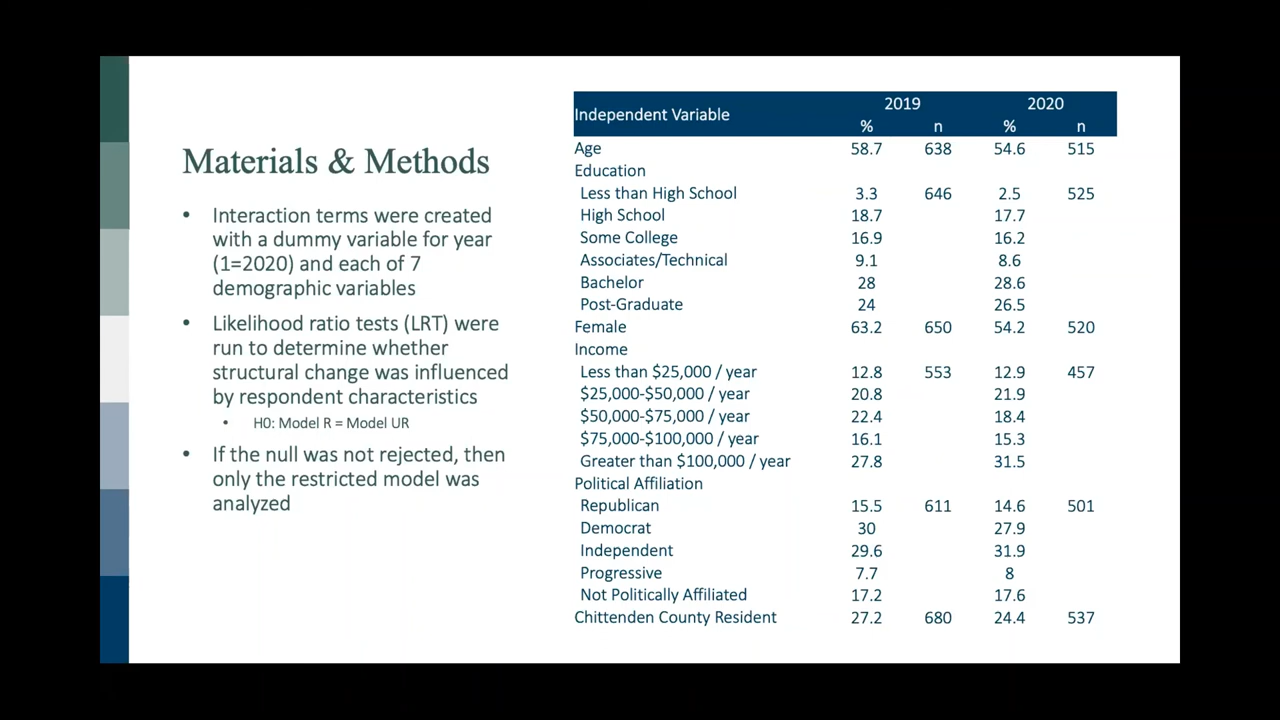 Materials & Methods
• Interaction terms were created
with a dummy variable for year
(1=2020) and each of 7
demographic variables
• Likelihood ratio tests (LRT) were
run to determine whether
structural change was influenced
by respondent characteristics
• H0: Model R = Model UR
• If the null was not rejected, then
only the restricted model was
analyzed
Independent Variable 2019 2020
% n % n
Age 58.7 638 54.6 515
Education
Less than High School 3.3 646 2.5 525
High School 18.7 17.7
Some College 16.9 16.2
Associates/Technical 9.1 8.6
Bachelor 28 28.6
Post-Graduate 24 26.5
Female 63.2 650 54.2 520
Income
Less than $25,000 / year 12.8 553 12.9 457
$25,000-$50,000 / year 20.8 21.9
$50,000-$75,000 / year 22.4 18.4
$75,000-$100,000 / year 16.1 15.3
Greater than $100,000 / year 27.8 31.5
Political Affiliation
Republican 15.5 611 14.6 501
Democrat 30 27.9
Independent 29.6 31.9
Progressive 7.7 8
Not Politically Affiliated 17.2 17.6
Chittenden County Resident 27.2 680 24.4 537